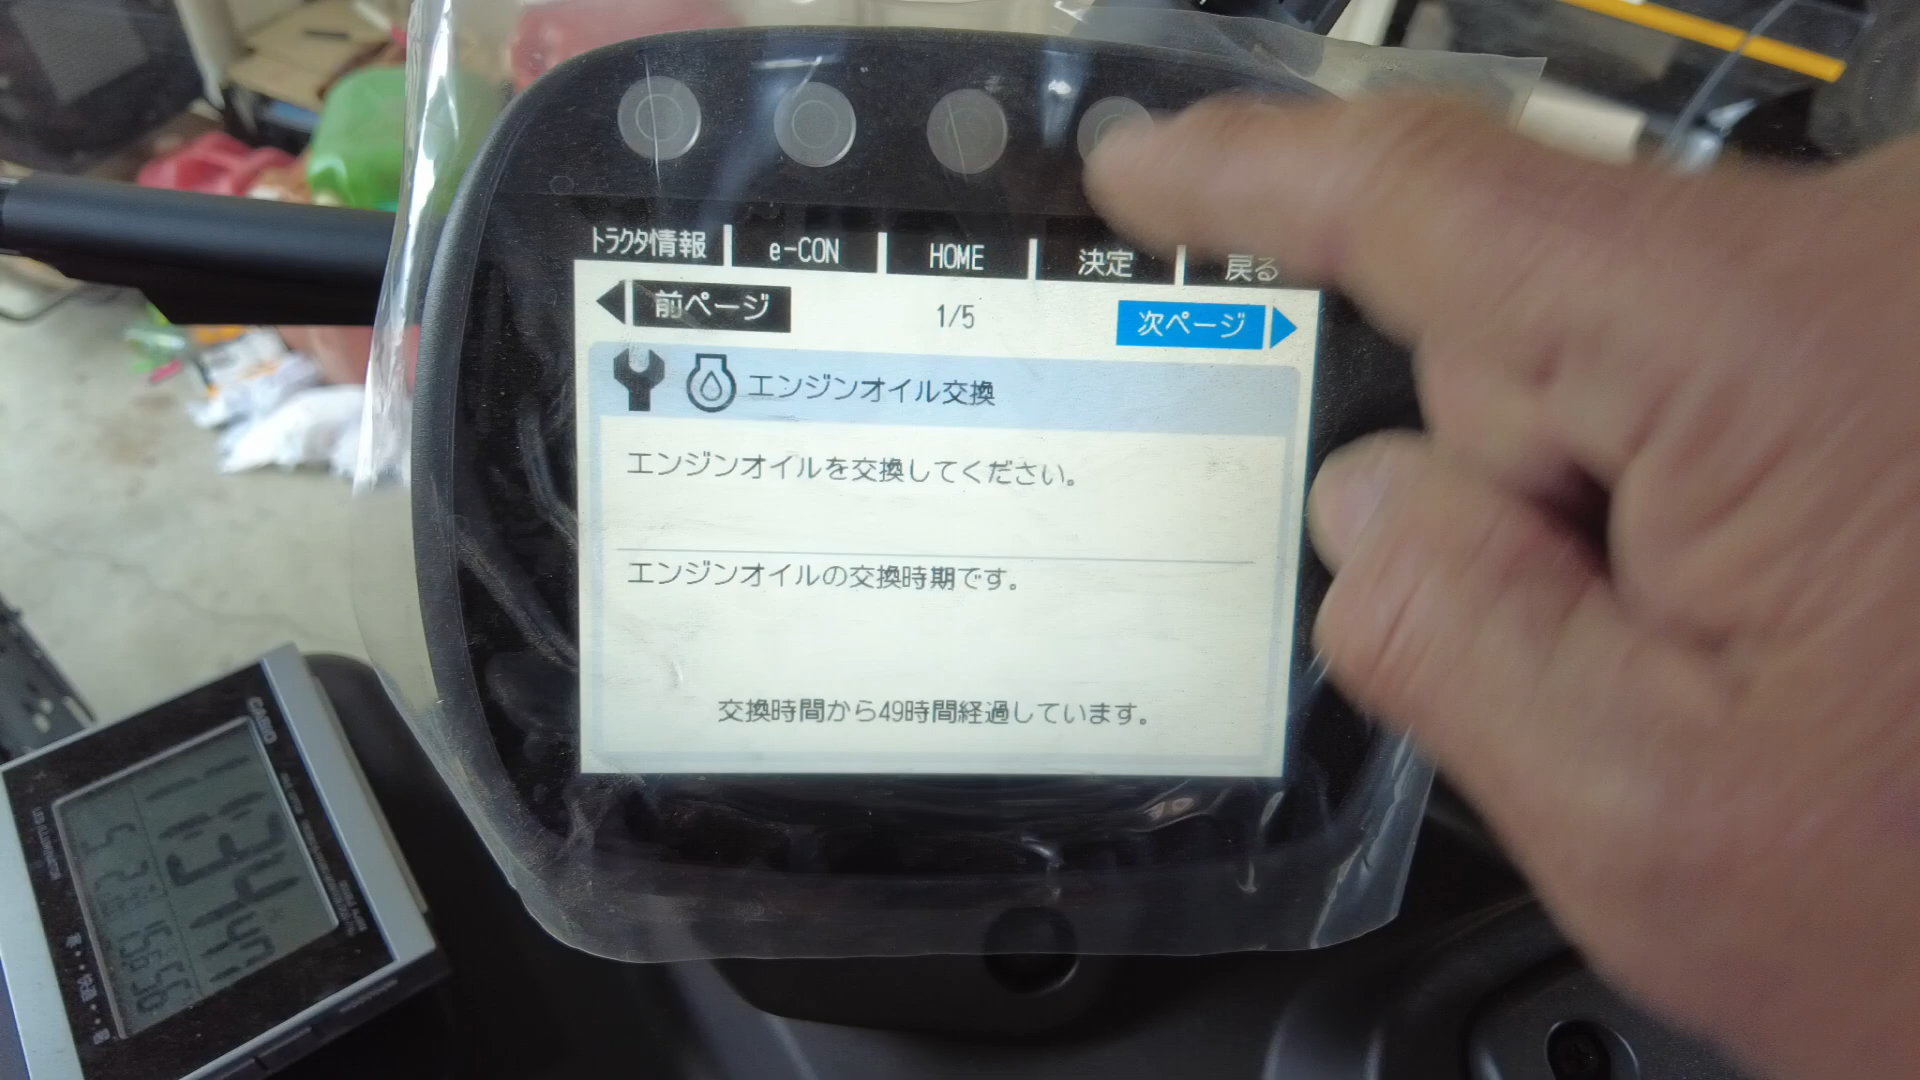 トラクタ情報 e-CON HOME 決定 戻る
前ページ 1/5 次ページ
エンジンオイル交換
エンジンオイルを交換してください。
エンジンオイルの交換時期です。
交換時間から49時間経過しています。
CASIO